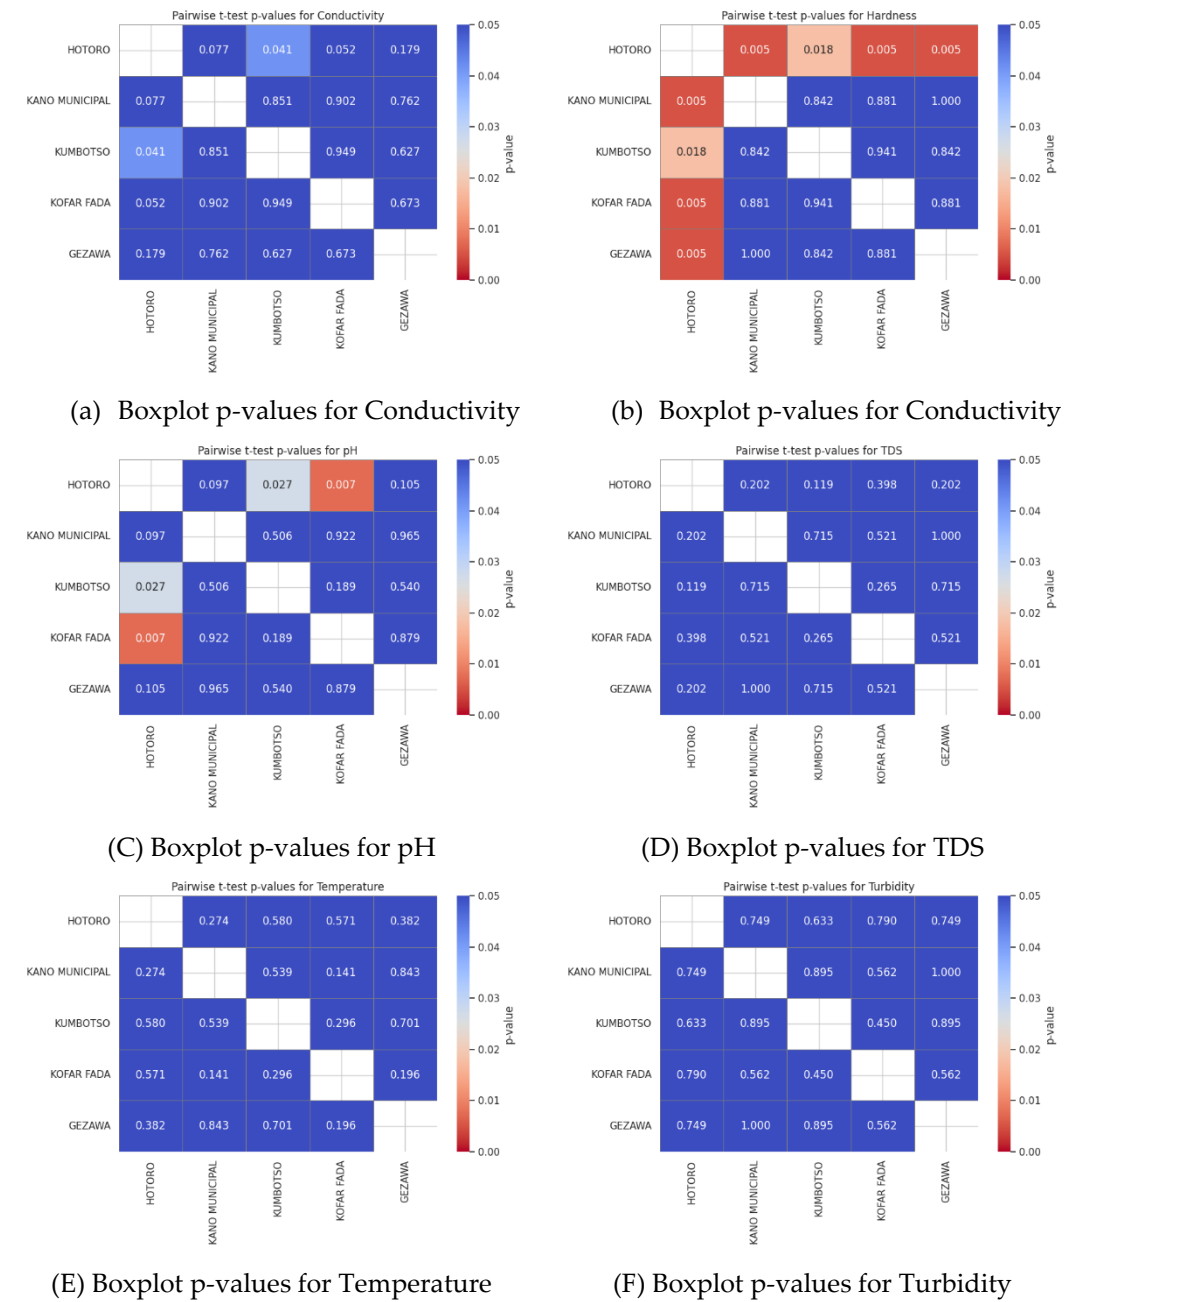 Pairwise t-test p-values for Conductivity
HOTORO 0.077 0.041 0.052 0.179
KANO MUNICIPAL 0.077 0.851 0.902 0.762
KUMBOTSO 0.041 0.851 0.949 0.627
KOFAR FADA 0.052 0.902 0.949 0.673
GEZAWA 0.179 0.762 0.627 0.673
HOTORO KANO MUNICIPAL KUMBOTSO KOFAR FADA GEZAWA
0.05
0.04
0.03
0.02
0.01
0.00
p-value
Pairwise t-test p-values for Hardness
HOTORO 0.005 0.018 0.005 0.005
KANO MUNICIPAL 0.005 0.842 0.881 1.000
KUMBOTSO 0.018 0.842 0.941 0.842
KOFAR FADA 0.005 0.881 0.941 0.881
GEZAWA 0.005 1.000 0.842 0.881
HOTORO KANO MUNICIPAL KUMBOTSO KOFAR FADA GEZAWA
0.05
0.04
0.03
0.02
0.01
0.00
p-value
(a) Boxplot p-values for Conductivity
(b) Boxplot p-values for Conductivity
Pairwise t-test p-values for pH
HOTORO 0.097 0.027 0.007 0.105
KANO MUNICIPAL 0.097 0.506 0.922 0.965
KUMBOTSO 0.027 0.506 0.189 0.540
KOFAR FADA 0.007 0.922 0.189 0.879
GEZAWA 0.105 0.965 0.540 0.879
HOTORO KANO MUNICIPAL KUMBOTSO KOFAR FADA GEZAWA
0.05
0.04
0.03
0.02
0.01
0.00
p-value
Pairwise t-test p-values for TDS
HOTORO 0.202 0.119 0.398 0.202
KANO MUNICIPAL 0.202 0.715 0.521 1.000
KUMBOTSO 0.119 0.715 0.265 0.715
KOFAR FADA 0.398 0.521 0.265 0.521
GEZAWA 0.202 1.000 0.715 0.521
HOTORO KANO MUNICIPAL KUMBOTSO KOFAR FADA GEZAWA
0.05
0.04
0.03
0.02
0.01
0.00
p-value
(C) Boxplot p-values for pH
(D) Boxplot p-values for TDS
Pairwise t-test p-values for Temperature
HOTORO 0.274 0.580 0.571 0.382
KANO MUNICIPAL 0.274 0.539 0.141 0.843
KUMBOTSO 0.580 0.539 0.296 0.701
KOFAR FADA 0.571 0.141 0.296 0.196
GEZAWA 0.382 0.843 0.701 0.196
HOTORO KANO MUNICIPAL KUMBOTSO KOFAR FADA GEZAWA
0.05
0.04
0.03
0.02
0.01
0.00
p-value
Pairwise t-test p-values for Turbidity
HOTORO 0.749 0.633 0.790 0.749
KANO MUNICIPAL 0.749 0.895 0.562 1.000
KUMBOTSO 0.633 0.895 0.450 0.895
KOFAR FADA 0.790 0.562 0.450 0.562
GEZAWA 0.749 1.000 0.895 0.562
HOTORO KANO MUNICIPAL KUMBOTSO KOFAR FADA GEZAWA
0.05
0.04
0.03
0.02
0.01
0.00
p-value
(E) Boxplot p-values for Temperature
(F) Boxplot p-values for Turbidity